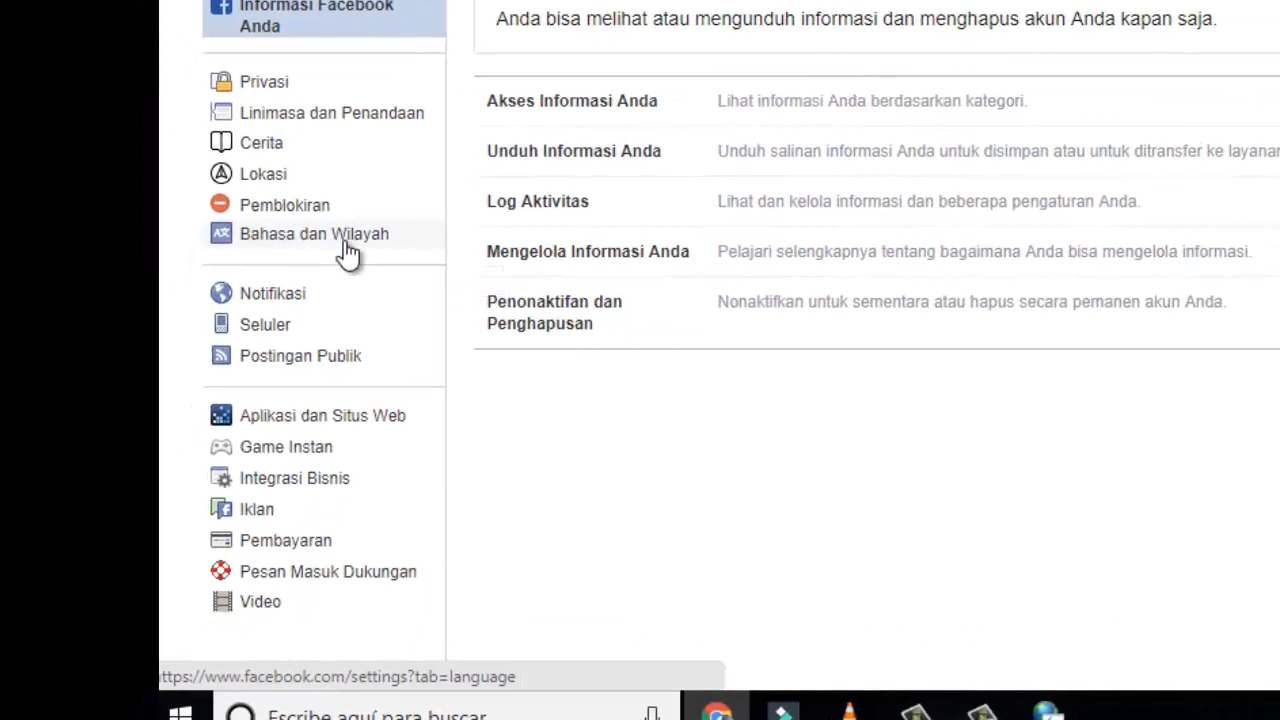 Informasi Facebook
Anda
Anda bisa melihat atau mengunduh informasi dan menghapus akun Anda kapan saja.
Privasi
Linimasa dan Penandaan
Cerita
Lokasi
Pemblokiran
Bahasa dan Wilayah
Notifikasi
Seluler
Postingan Publik
Aplikasi dan Situs Web
Game Instan
Integrasi Bisnis
Iklan
Pembayaran
Pesan Masuk Dukungan
Video
Akses Informasi Anda Lihat informasi Anda berdasarkan kategori.
Unduh Informasi Anda Unduh salinan informasi Anda untuk disimpan atau untuk ditransfer ke layanan
Log Aktivitas Lihat dan kelola informasi dan beberapa pengaturan Anda.
Mengelola Informasi Anda Pelajari selengkapnya tentang bagaimana Anda bisa mengelola informasi.
Penonaktifan dan Nonaktifkan untuk sementara atau hapus secara pemanen akun Anda.
Penghapusan
ttps://www.facebook.com/settings?tab=language
Escribe aquí para buscar